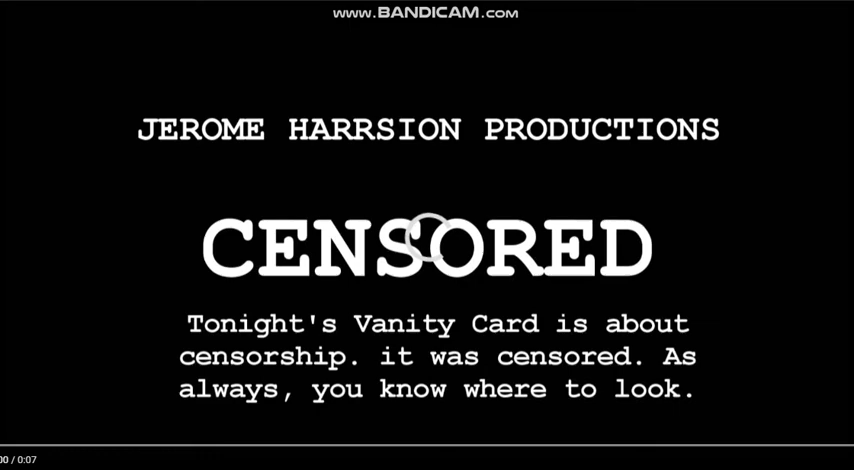 www.BANDICAM.com
JEROME HARRSION PRODUCTIONS
CENSORED
Tonight's Vanity Card is about
censorship. it was censored. As
always, you know where to look.
00 / 0:07